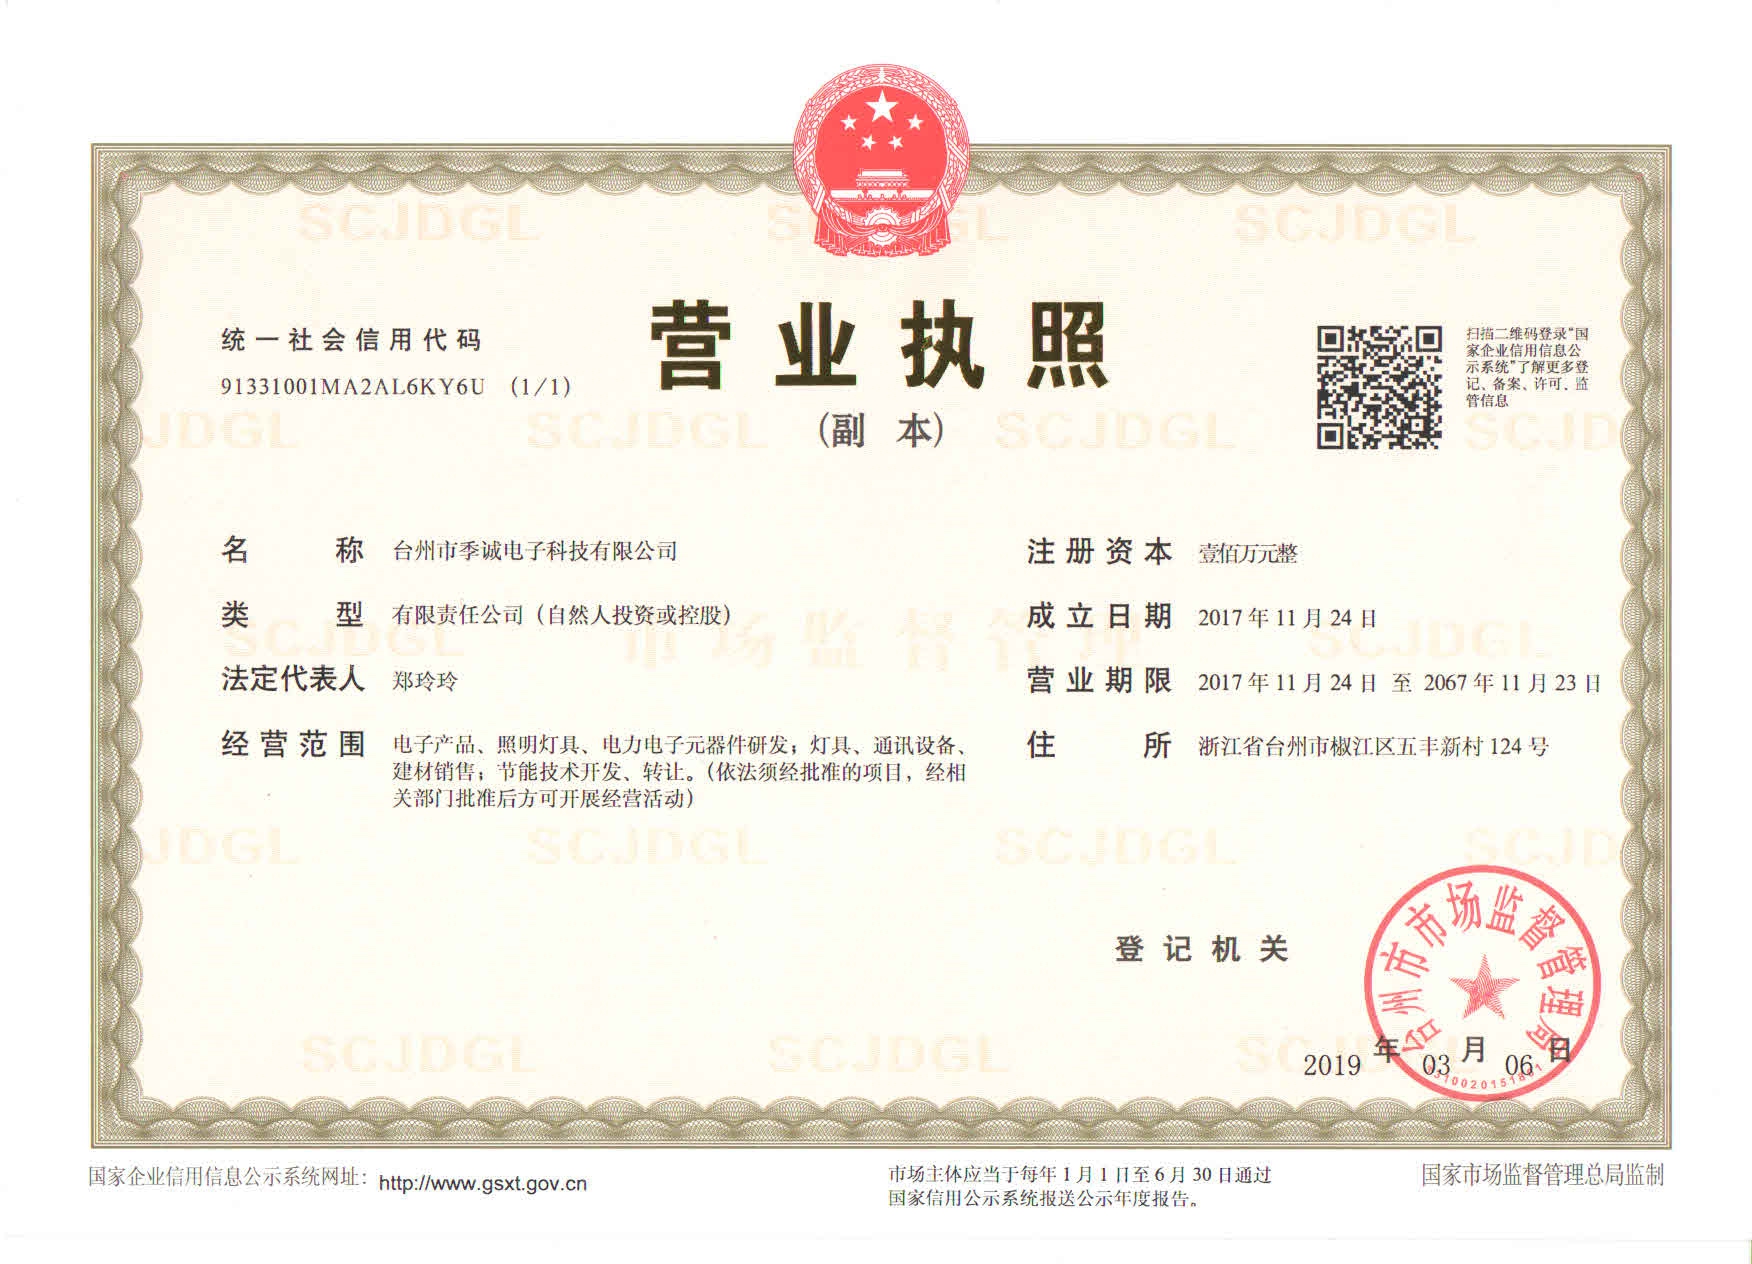 统一社会信用代码
91331001MA2AL6KY6U (1/1)
营业执照
(副 本)
扫描二维码登录“国
家企业信用信息公
示系统”了解更多登
记、备案、许可、监
管信息
名称 台州市季诚电子科技有限公司
类型 有限责任公司（自然人投资或控股）
法定代表人 郑玲玲
经营范围 电子产品、照明灯具、电力电子元器件研发；灯具、通讯设备、
建材销售；节能技术开发、转让。（依法须经批准的项目，经相
关部门批准后方可开展经营活动）
注册资本 壹佰万元整
成立日期 2017年11月24日
营业期限 2017年11月24日 至 2067年11月23日
住所 浙江省台州市椒江区五丰新村124号
登记机关
台州市市场监督管理局
2019年03月06日
国家企业信用信息公示系统网址：http://www.gsxt.gov.cn
市场主体应当于每年1月1日至6月30日通过
国家信用公示系统报送公示年度报告。
国家市场监督管理总局监制
SCJDGL
市场监督管理